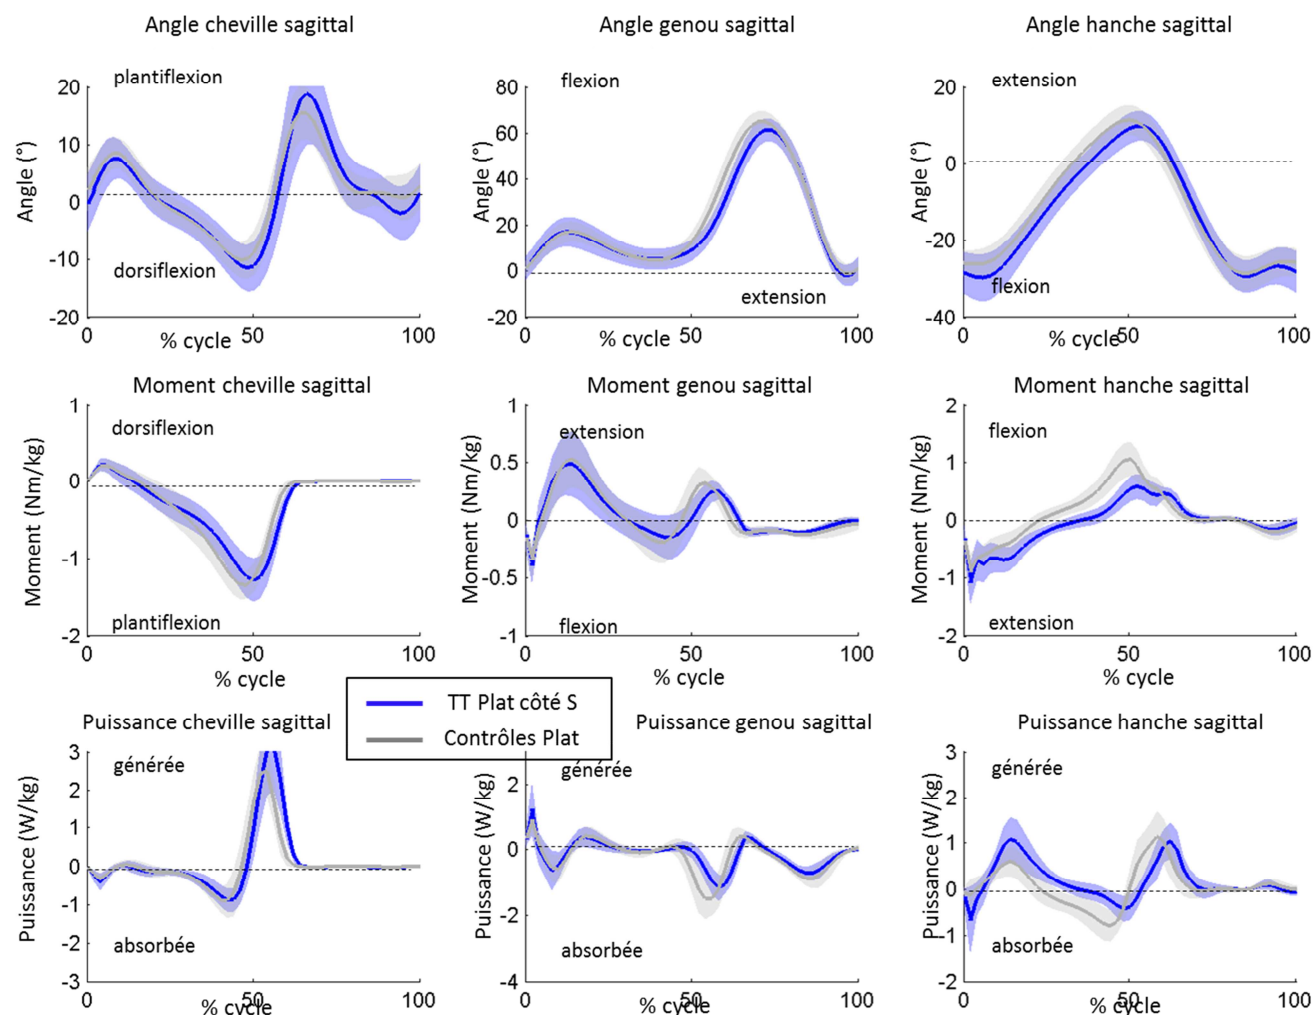 Angle cheville sagittal
Angle genou sagittal
Angle hanche sagittal
plantiflexion
flexion
extension
20
10
0
-10
-20
Angle (°)
dorsiflexion
0
50
100
% cycle
80
60
40
20
0
-20
Angle (°)
extension
0
50
100
% cycle
20
0
-20
-40
Angle (°)
flexion
0
50
100
% cycle
Moment cheville sagittal
Moment genou sagittal
Moment hanche sagittal
1
0
-1
-2
Moment (Nm/kg)
dorsiflexion
plantiflexion
0
50
100
% cycle
1
0.5
0
-0.5
-1
Moment (Nm/kg)
extension
flexion
0
50
100
% cycle
2
1
0
-1
-2
Moment (Nm/kg)
flexion
extension
0
50
100
% cycle
TT Plat côté S
Contrôles Plat
Puissance cheville sagittal
Puissance genou sagittal
Puissance hanche sagittal
3
2
1
0
-1
-2
-3
Puissance (W/kg)
générée
absorbée
0
50
100
% cycle
2
0
-2
-4
Puissance (W/kg)
générée
absorbée
0
50
100
% cycle
3
2
1
0
-1
-2
Puissance (W/kg)
générée
absorbée
0
50
100
% cycle